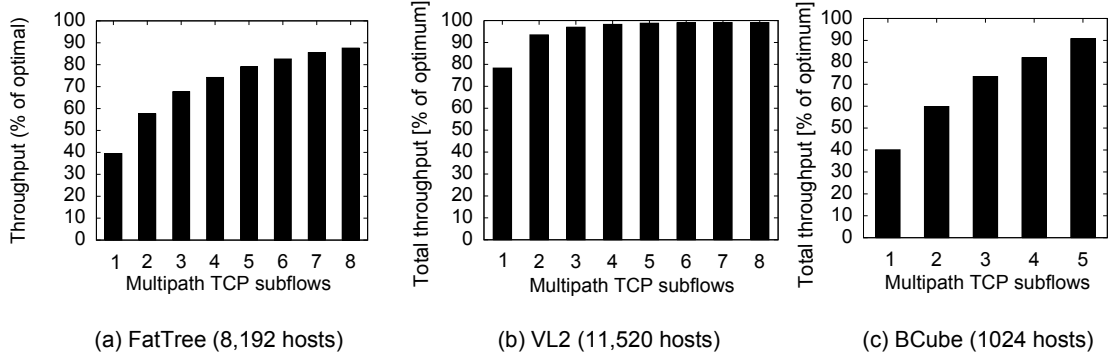 Throughput (% of optimal)
100
90
80
70
60
50
40
30
20
10
0
1 2 3 4 5 6 7 8
Multipath TCP subflows
(a) FatTree (8,192 hosts)
Total throughput [% of optimum]
100
90
80
70
60
50
40
30
20
10
0
1 2 3 4 5 6 7 8
Multipath TCP subflows
(b) VL2 (11,520 hosts)
Total throughput [% of optimum]
100
90
80
70
60
50
40
30
20
10
0
1 2 3 4 5
Multipath TCP subflows
(c) BCube (1024 hosts)